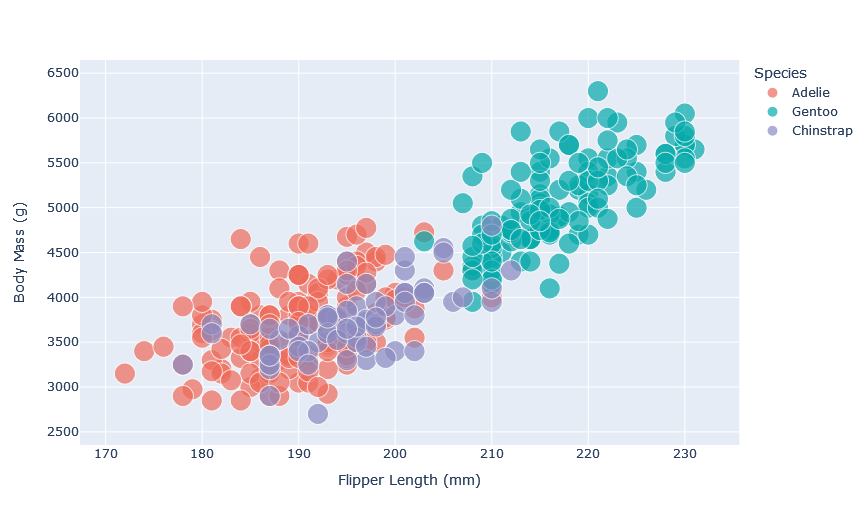 6500
6000
5500
5000
4500
4000
3500
3000
2500
Body Mass (g)
170 180 190 200 210 220 230
Flipper Length (mm)
Species
Adelie
Gentoo
Chinstrap